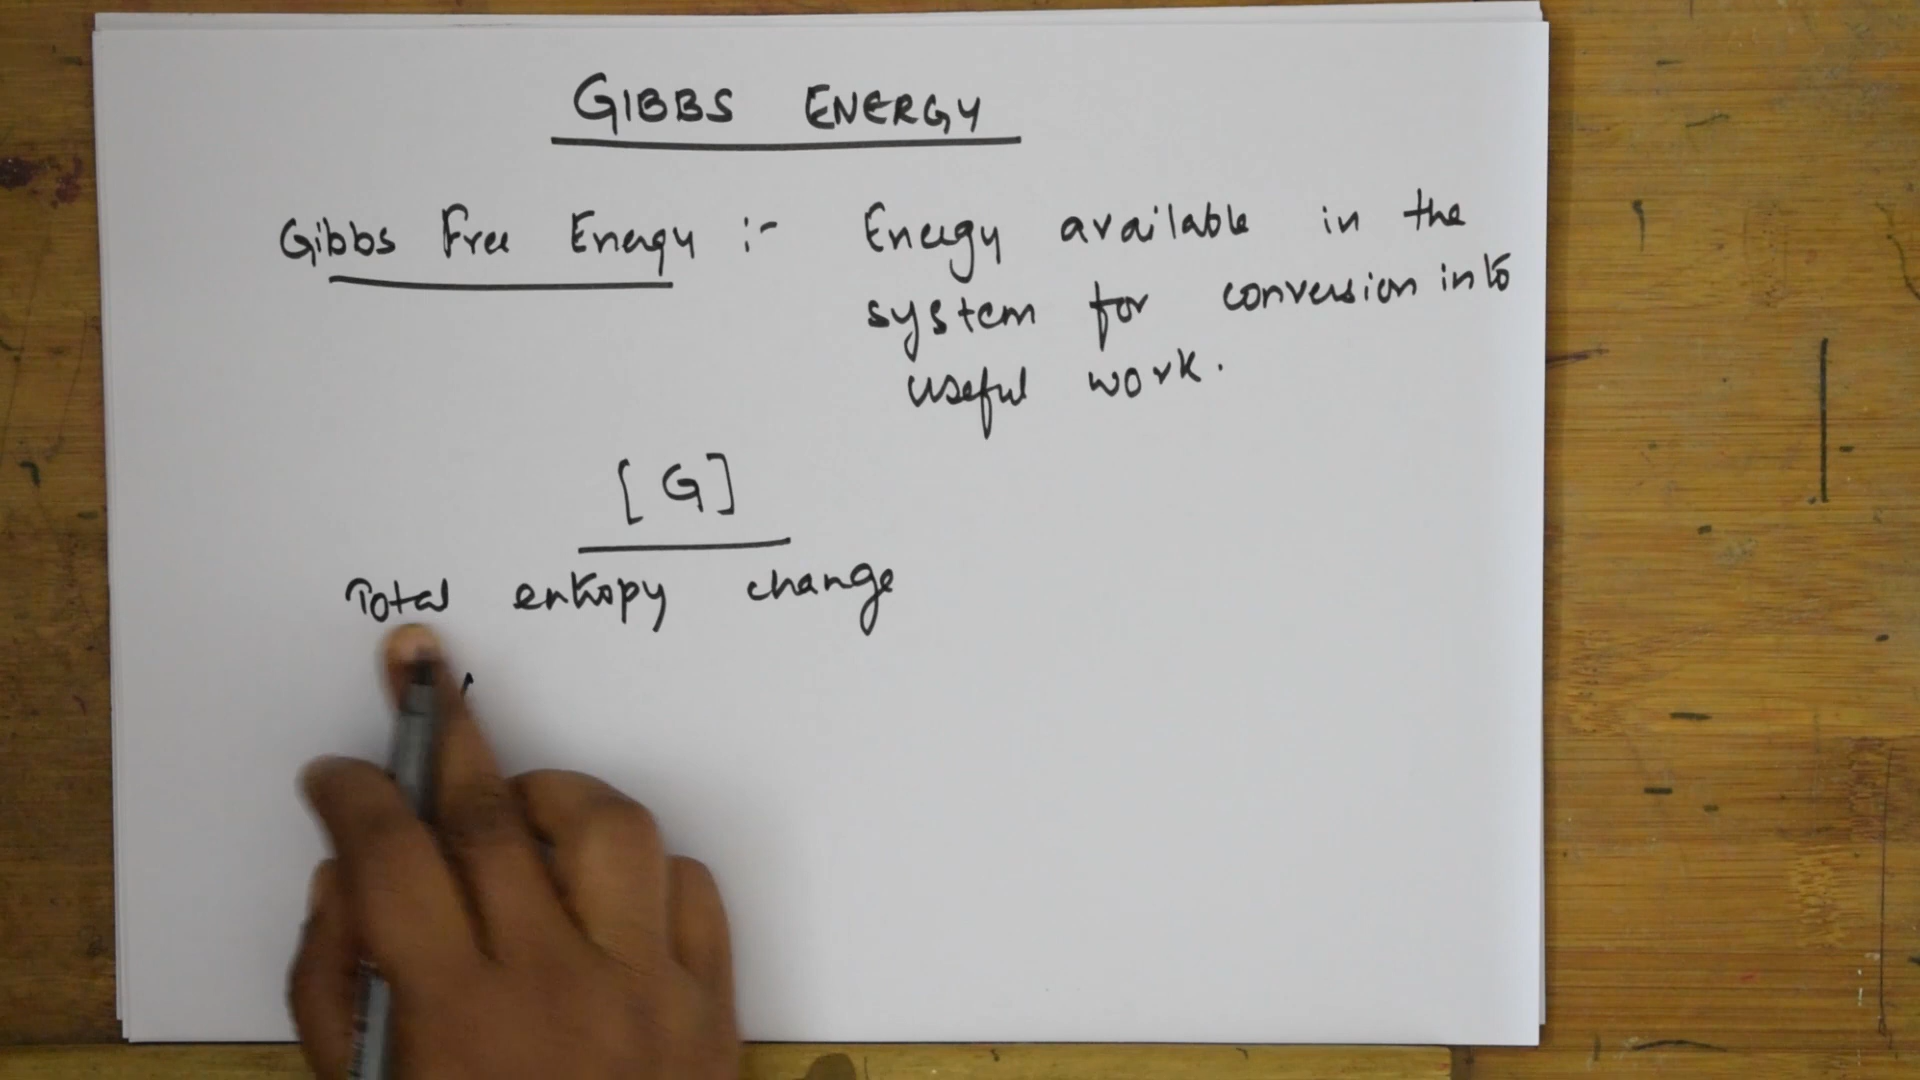 GIBBS ENERGY
Gibbs Free Energy :- Energy available in the
system for conversion into
useful work.
[G]
Total entropy change